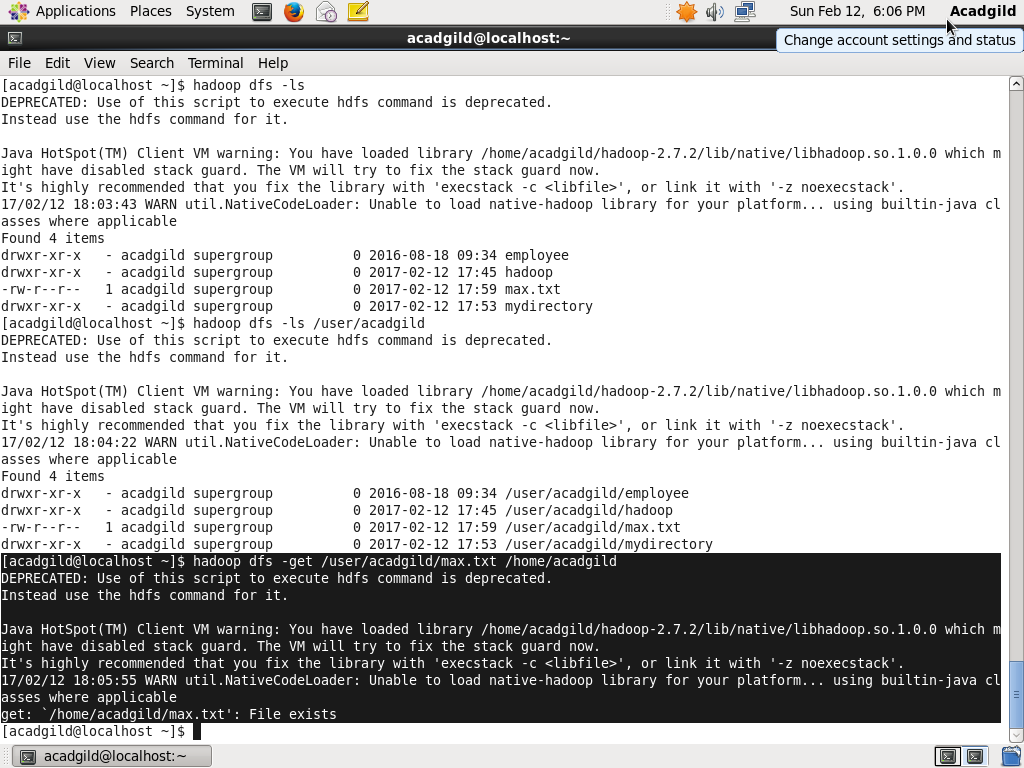 Applications Places System Sun Feb 12, 6:06 PM Acadgild
acadgild@localhost:~
Change account settings and status
File Edit View Search Terminal Help
[acadgild@localhost ~]$ hadoop dfs -ls
DEPRECATED: Use of this script to execute hdfs command is deprecated.
Instead use the hdfs command for it.
Java HotSpot(TM) Client VM warning: You have loaded library /home/acadgild/hadoop-2.7.2/lib/native/libhadoop.so.1.0.0 which m
ight have disabled stack guard. The VM will try to fix the stack guard now.
It's highly recommended that you fix the library with 'execstack -c <libfile>', or link it with '-z noexecstack'.
17/02/12 18:03:43 WARN util.NativeCodeLoader: Unable to load native-hadoop library for your platform... using builtin-java cl
asses where applicable
Found 4 items
drwxr-xr-x   - acadgild supergroup          0 2016-08-18 09:34 employee
drwxr-xr-x   - acadgild supergroup          0 2017-02-12 17:45 hadoop
-rw-r--r--   1 acadgild supergroup          0 2017-02-12 17:59 max.txt
drwxr-xr-x   - acadgild supergroup          0 2017-02-12 17:53 mydirectory
[acadgild@localhost ~]$ hadoop dfs -ls /user/acadgild
DEPRECATED: Use of this script to execute hdfs command is deprecated.
Instead use the hdfs command for it.
Java HotSpot(TM) Client VM warning: You have loaded library /home/acadgild/hadoop-2.7.2/lib/native/libhadoop.so.1.0.0 which m
ight have disabled stack guard. The VM will try to fix the stack guard now.
It's highly recommended that you fix the library with 'execstack -c <libfile>', or link it with '-z noexecstack'.
17/02/12 18:04:22 WARN util.NativeCodeLoader: Unable to load native-hadoop library for your platform... using builtin-java cl
asses where applicable
Found 4 items
drwxr-xr-x   - acadgild supergroup          0 2016-08-18 09:34 /user/acadgild/employee
drwxr-xr-x   - acadgild supergroup          0 2017-02-12 17:45 /user/acadgild/hadoop
-rw-r--r--   1 acadgild supergroup          0 2017-02-12 17:59 /user/acadgild/max.txt
drwxr-xr-x   - acadgild supergroup          0 2017-02-12 17:53 /user/acadgild/mydirectory
[acadgild@localhost ~]$ hadoop dfs -get /user/acadgild/max.txt /home/acadgild
DEPRECATED: Use of this script to execute hdfs command is deprecated.
Instead use the hdfs command for it.
Java HotSpot(TM) Client VM warning: You have loaded library /home/acadgild/hadoop-2.7.2/lib/native/libhadoop.so.1.0.0 which m
ight have disabled stack guard. The VM will try to fix the stack guard now.
It's highly recommended that you fix the library with 'execstack -c <libfile>', or link it with '-z noexecstack'.
17/02/12 18:05:55 WARN util.NativeCodeLoader: Unable to load native-hadoop library for your platform... using builtin-java cl
asses where applicable
get: `/home/acadgild/max.txt': File exists
[acadgild@localhost ~]$
acadgild@localhost:~